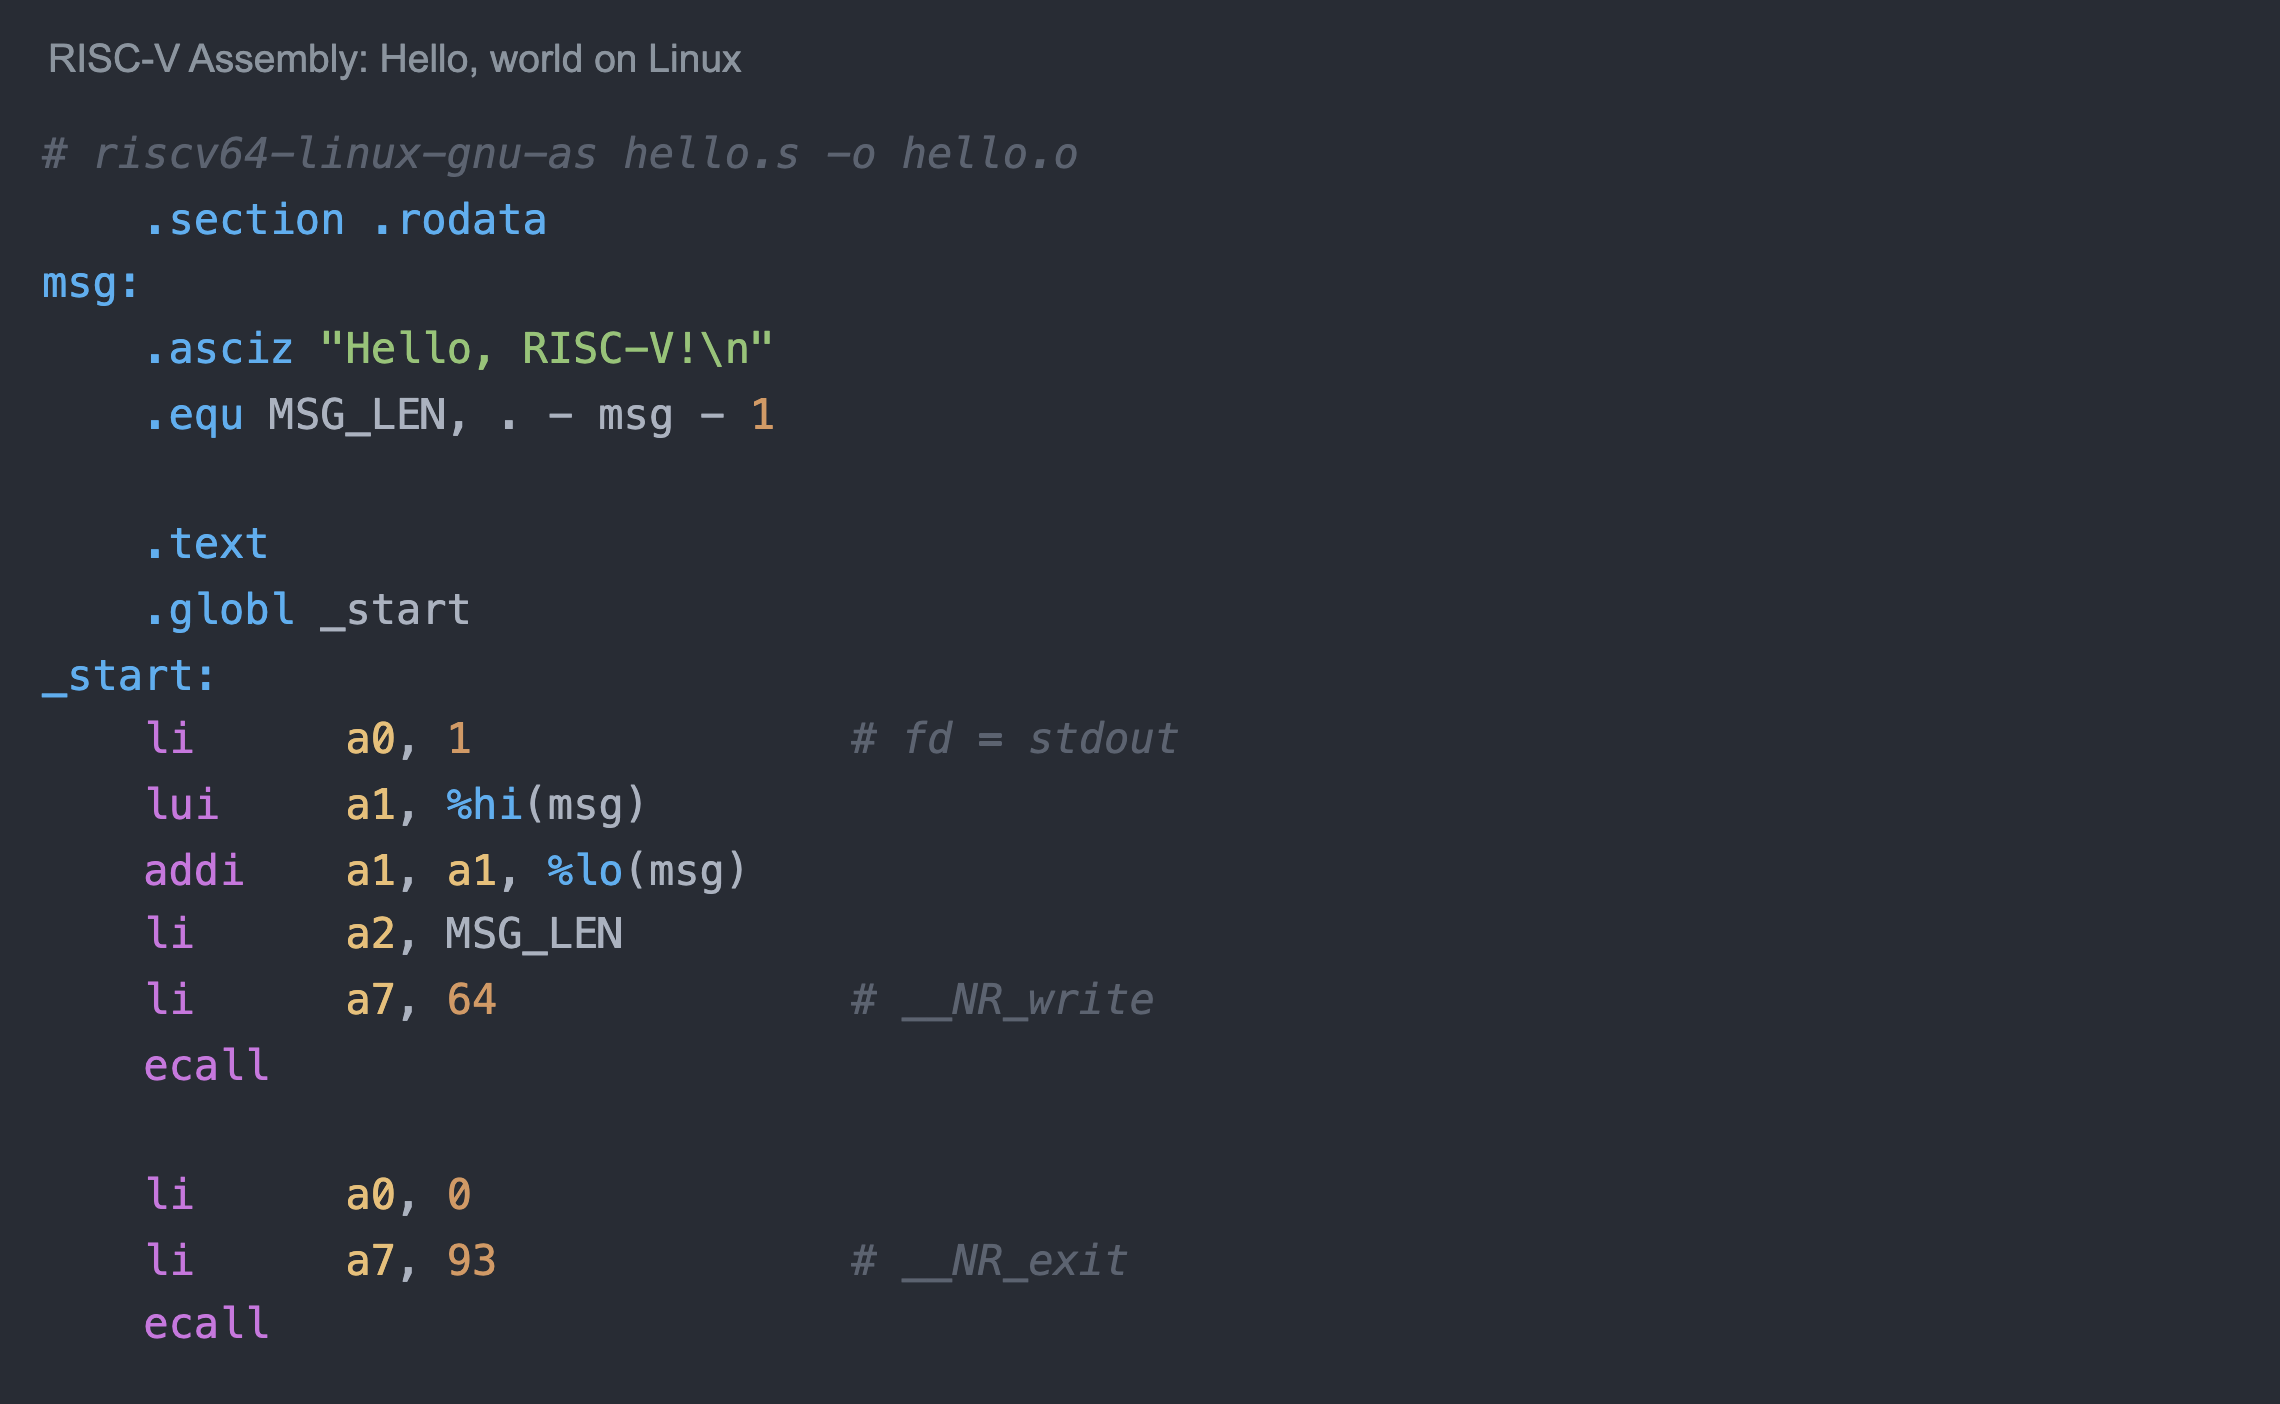 RISC-V Assembly: Hello, world on Linux
# riscv64-linux-gnu-as hello.s -o hello.o
    .section .rodata
msg:
    .asciz "Hello, RISC-V!\n"
    .equ MSG_LEN, . - msg - 1

    .text
    .globl _start
_start:
    li      a0, 1               # fd = stdout
    lui     a1, %hi(msg)
    addi    a1, a1, %lo(msg)
    li      a2, MSG_LEN
    li      a7, 64              # __NR_write
    ecall

    li      a0, 0
    li      a7, 93              # __NR_exit
    ecall